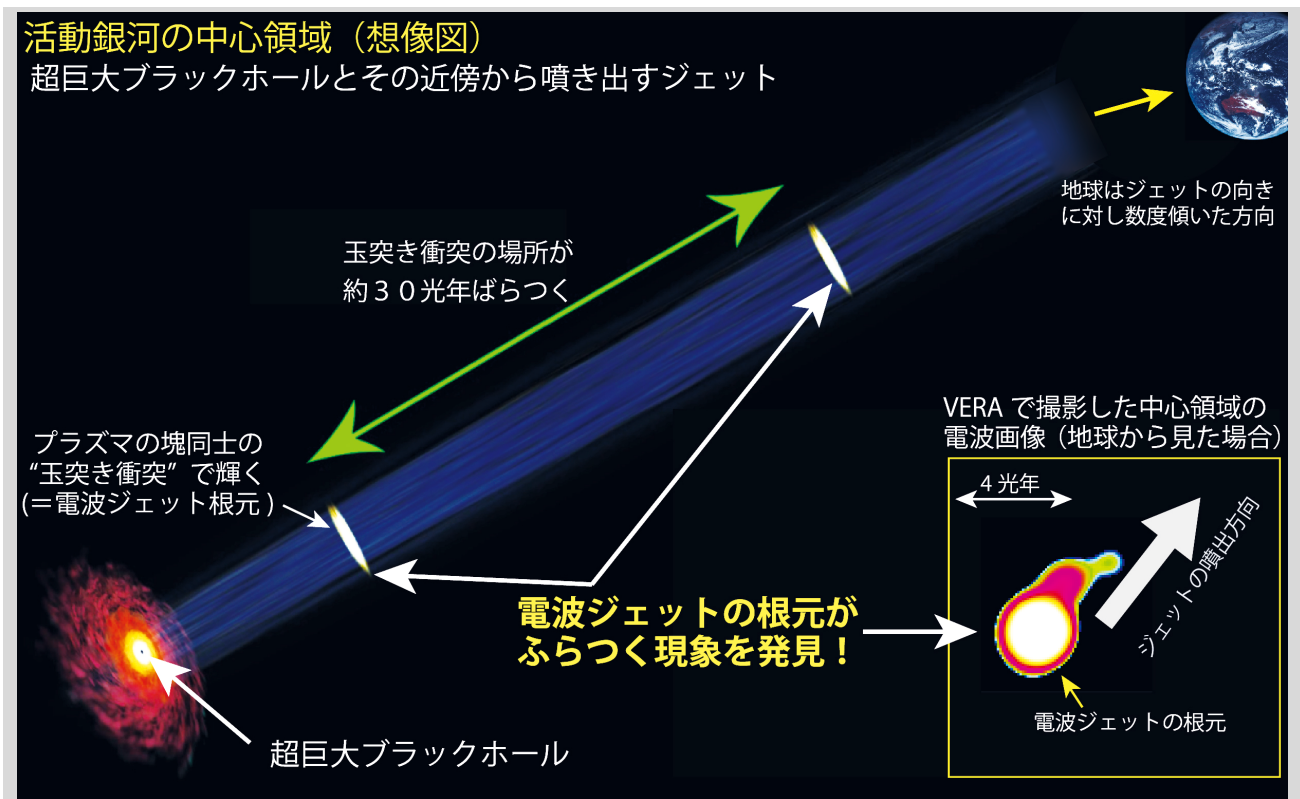 活動銀河の中心領域（想像図）
超巨大ブラックホールとその近傍から噴き出すジェット
地球はジェットの向き
に対し数度傾いた方向
玉突き衝突の場所が
約３０光年ばらつく
プラズマの塊同士の
“玉突き衝突”で輝く
(＝電波ジェット根元)
VERAで撮影した中心領域の
電波画像（地球から見た場合）
４光年
ジェットの噴出方向
電波ジェットの根元
電波ジェットの根元が
ふらつく現象を発見！
超巨大ブラックホール